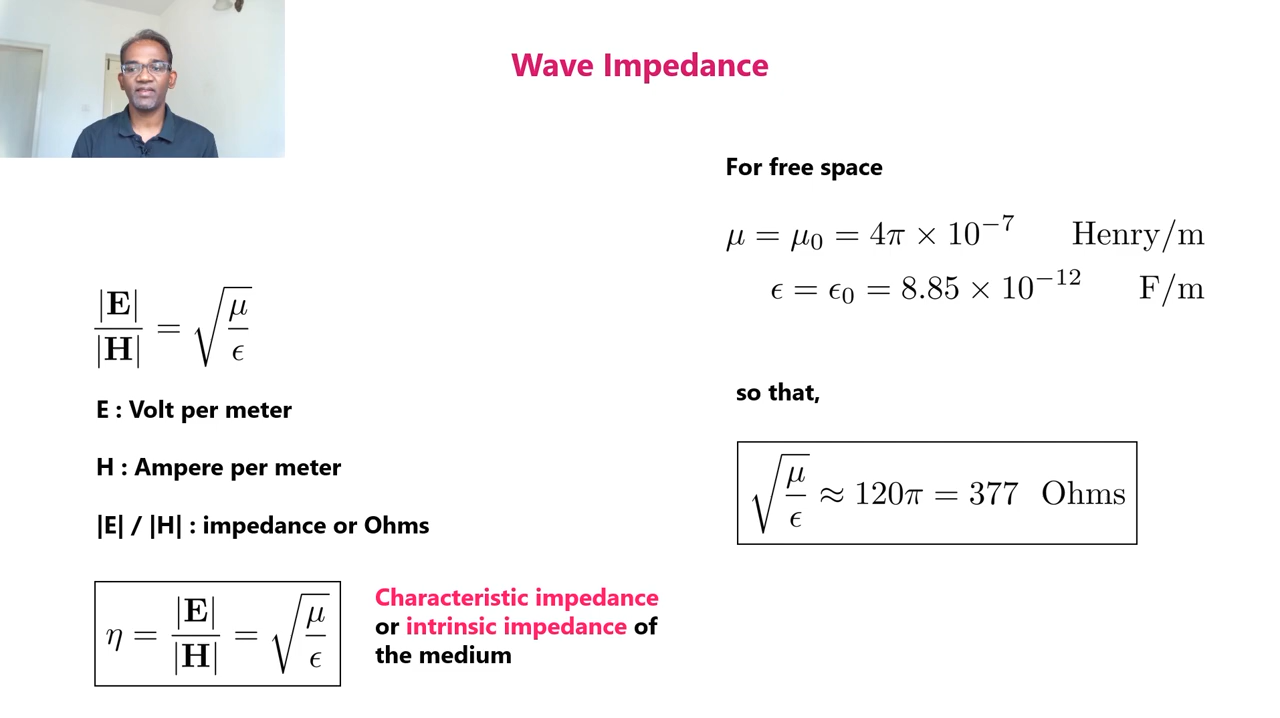 Wave Impedance
|E| / |H| = √(μ/ϵ)
E : Volt per meter
H : Ampere per meter
|E| / |H| : impedance or Ohms
η = |E| / |H| = √(μ/ϵ)
Characteristic impedance
or intrinsic impedance of
the medium
For free space
μ = μ₀ = 4π × 10⁻⁷ Henry/m
ϵ = ϵ₀ = 8.85 × 10⁻¹² F/m
so that,
√(μ/ϵ) ≈ 120π = 377 Ohms